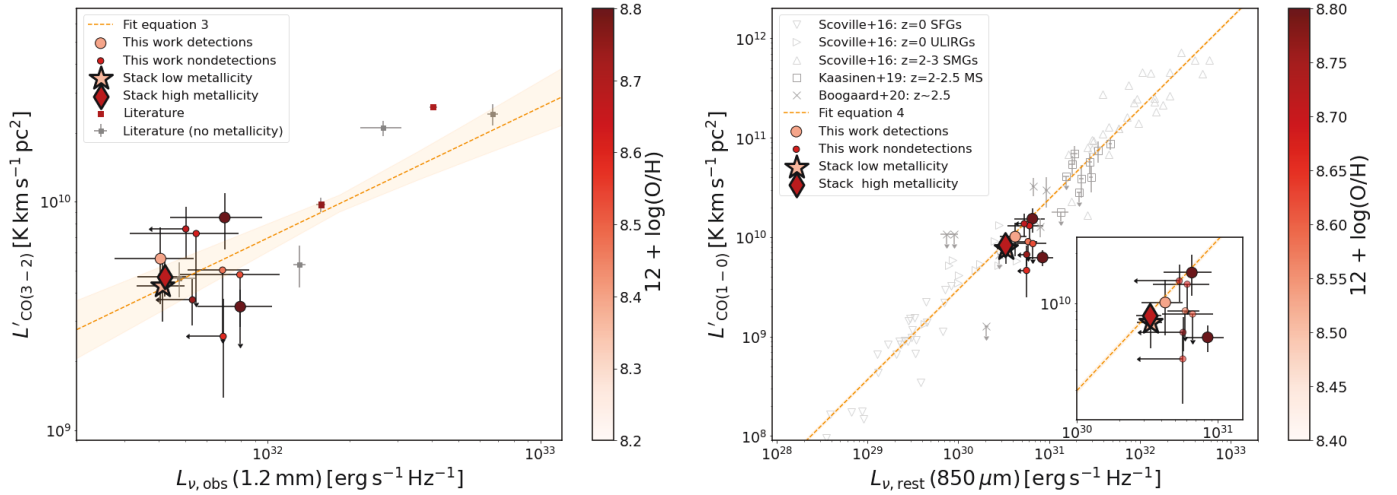 Fit equation 3
This work detections
This work nondetections
Stack low metallicity
Stack high metallicity
Literature
Literature (no metallicity)
10^10
10^9
L′CO(3−2) [K km s^−1 pc^2]
10^32
10^33
L_ν, obs (1.2 mm) [erg s^−1 Hz^−1]
8.8
8.7
8.6
8.5
8.4
8.3
8.2
12 + log(O/H)
Scoville+16: z=0 SFGs
Scoville+16: z=0 ULIRGs
Scoville+16: z=2-3 SMGs
Kaasinen+19: z=2-2.5 MS
Boogaard+20: z~2.5
Fit equation 4
This work detections
This work nondetections
Stack low metallicity
Stack high metallicity
10^12
10^11
10^10
10^9
10^8
L′CO(1−0) [K km s^−1 pc^2]
10^10
10^30
10^31
10^28
10^29
10^30
10^31
10^32
10^33
L_ν, rest (850 μm) [erg s^−1 Hz^−1]
8.80
8.75
8.70
8.65
8.60
8.55
8.50
8.45
8.40
12 + log(O/H)